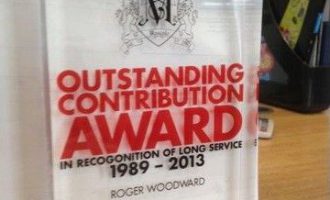 OUTSTANDING
CONTRIBUTION
AWARD
IN RECOGONITION OF LONG SERVICE
1989 - 2013
ROGER WOODWARD